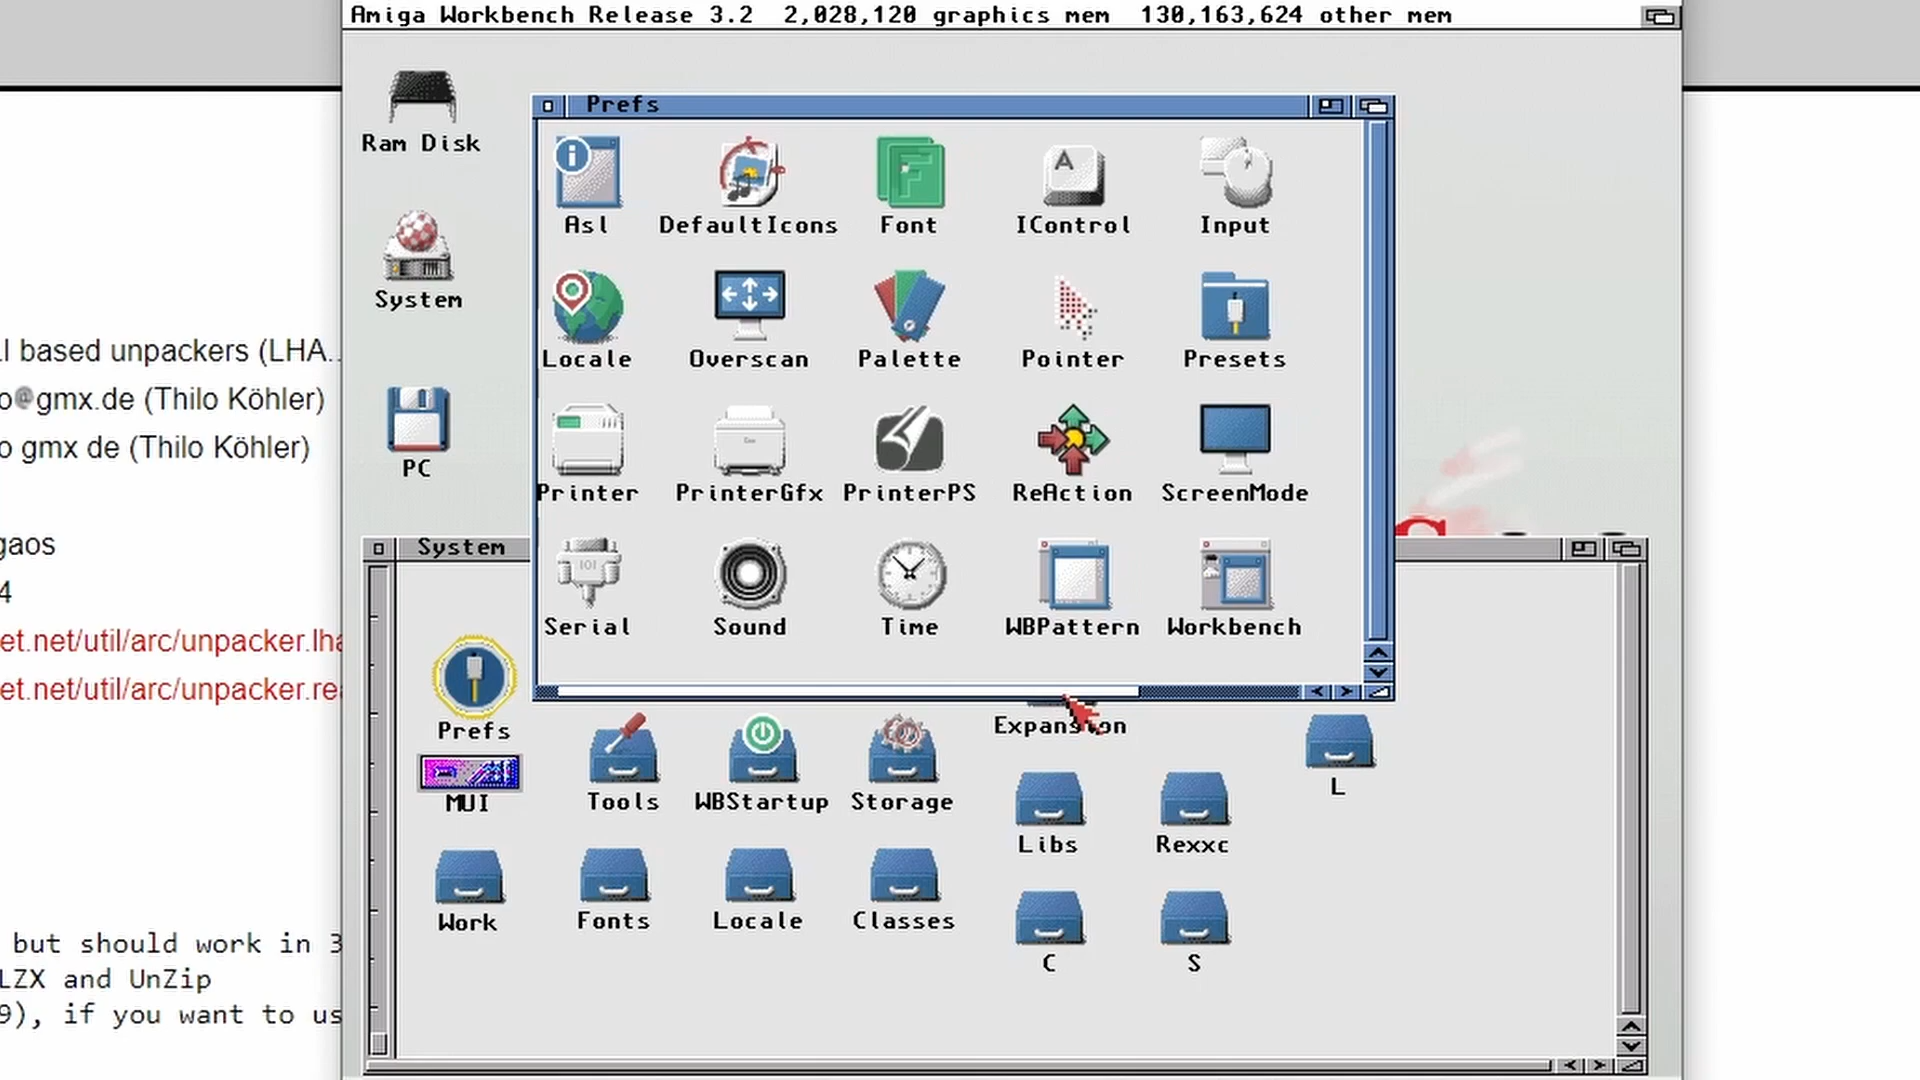 Amiga Workbench Release 3.2  2,028,120 graphics mem  130,163,624 other mem
Ram Disk
System
PC
Prefs
Asl DefaultIcons Font IControl Input
Locale Overscan Palette Pointer Presets
Printer PrinterGfx PrinterPS ReAction ScreenMode
Serial Sound Time WBPattern Workbench
System
Prefs
MUI
Tools WBStartup Storage
Expansion
L
Libs Rexxc
Work Fonts Locale Classes
C S
I based unpackers (LHA..
o@gmx.de (Thilo Köhler)
o gmx de (Thilo Köhler)
gaos
4
et.net/util/arc/unpacker.lha
et.net/util/arc/unpacker.rea
but should work in 3
LZX and UnZip
9), if you want to us